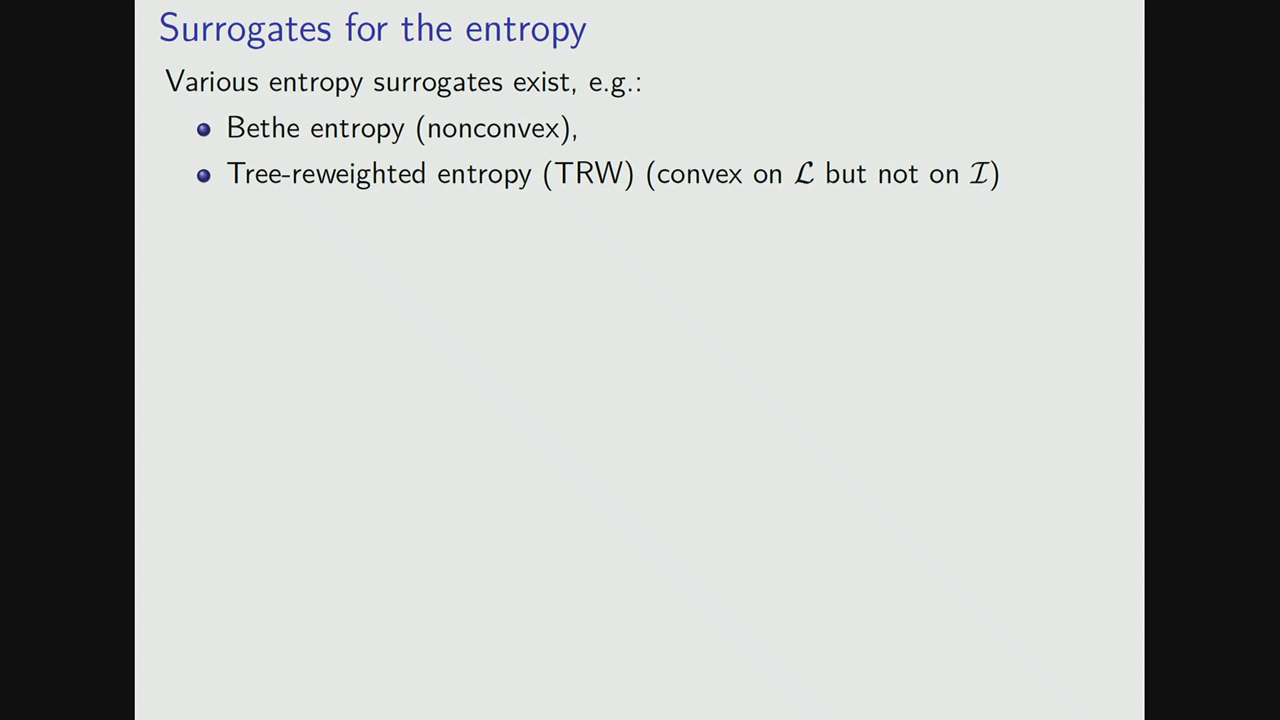 Surrogates for the entropy
Various entropy surrogates exist, e.g.:
Bethe entropy (nonconvex),
Tree-reweighted entropy (TRW) (convex on ℒ but not on ℐ)